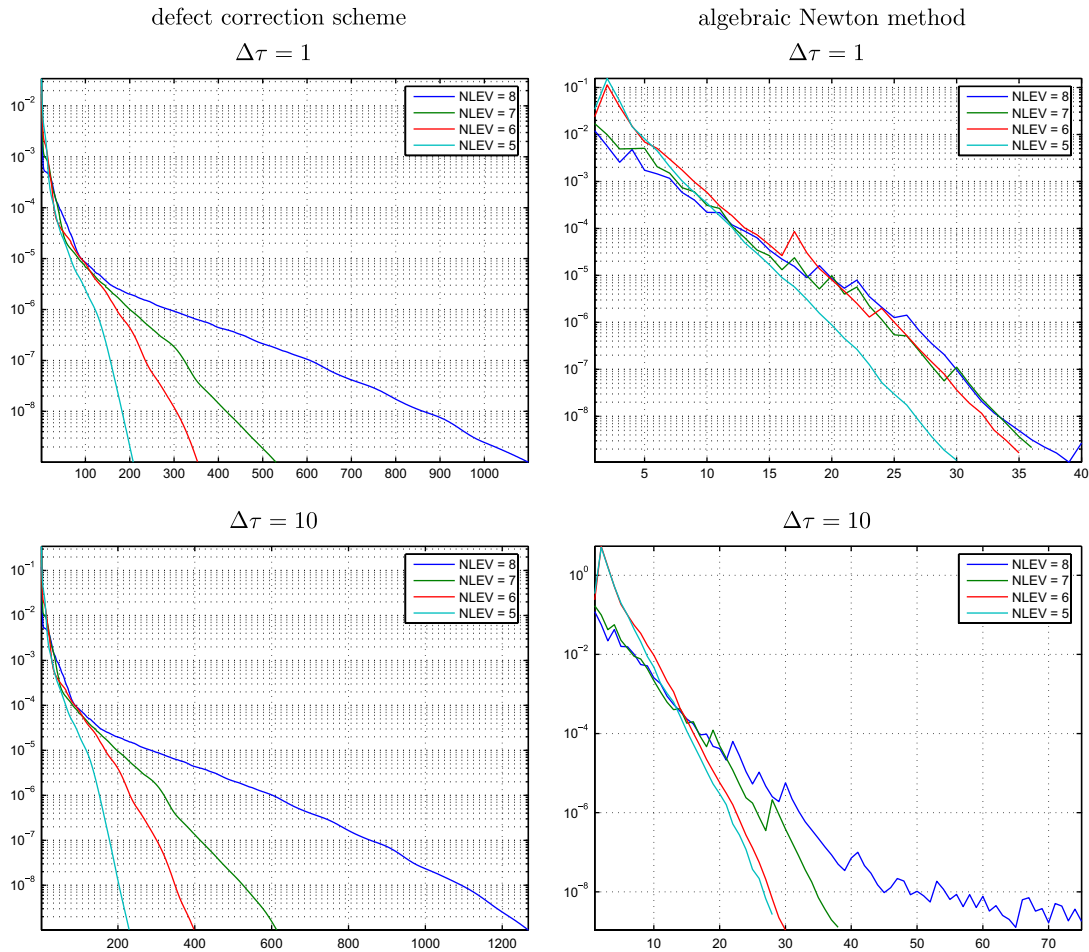 defect correction scheme
algebraic Newton method
Δτ = 1
Δτ = 1
10⁻²
10⁻³
10⁻⁴
10⁻⁵
10⁻⁶
10⁻⁷
10⁻⁸
NLEV = 8
NLEV = 7
NLEV = 6
NLEV = 5
100 200 300 400 500 600 700 800 900 1000
10⁻¹
10⁻²
10⁻³
10⁻⁴
10⁻⁵
10⁻⁶
10⁻⁷
10⁻⁸
NLEV = 8
NLEV = 7
NLEV = 6
NLEV = 5
5 10 15 20 25 30 35 40
Δτ = 10
Δτ = 10
10⁻¹
10⁻²
10⁻³
10⁻⁴
10⁻⁵
10⁻⁶
10⁻⁷
10⁻⁸
NLEV = 8
NLEV = 7
NLEV = 6
NLEV = 5
200 400 600 800 1000 1200
10⁰
10⁻²
10⁻⁴
10⁻⁶
10⁻⁸
NLEV = 8
NLEV = 7
NLEV = 6
NLEV = 5
10 20 30 40 50 60 70